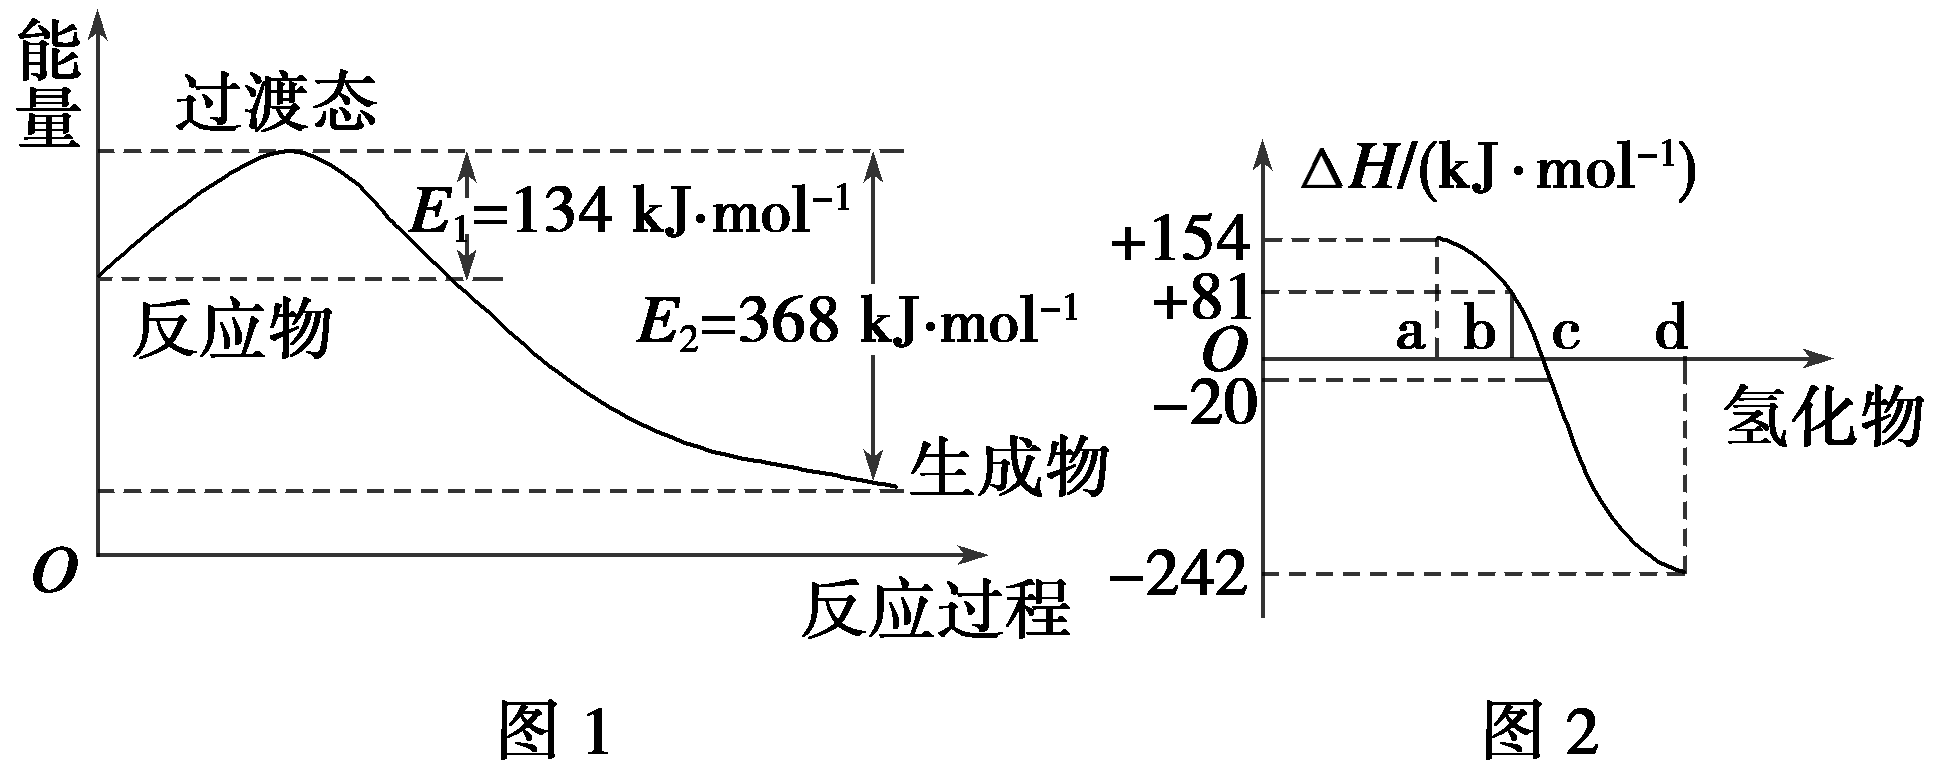 能量
过渡态
E₁=134 kJ·mol⁻¹
反应物
E₂=368 kJ·mol⁻¹
生成物
O
反应过程
图 1
△H/(kJ·mol⁻¹)
+154
+81
a b c d
O
−20
氢化物
−242
图 2